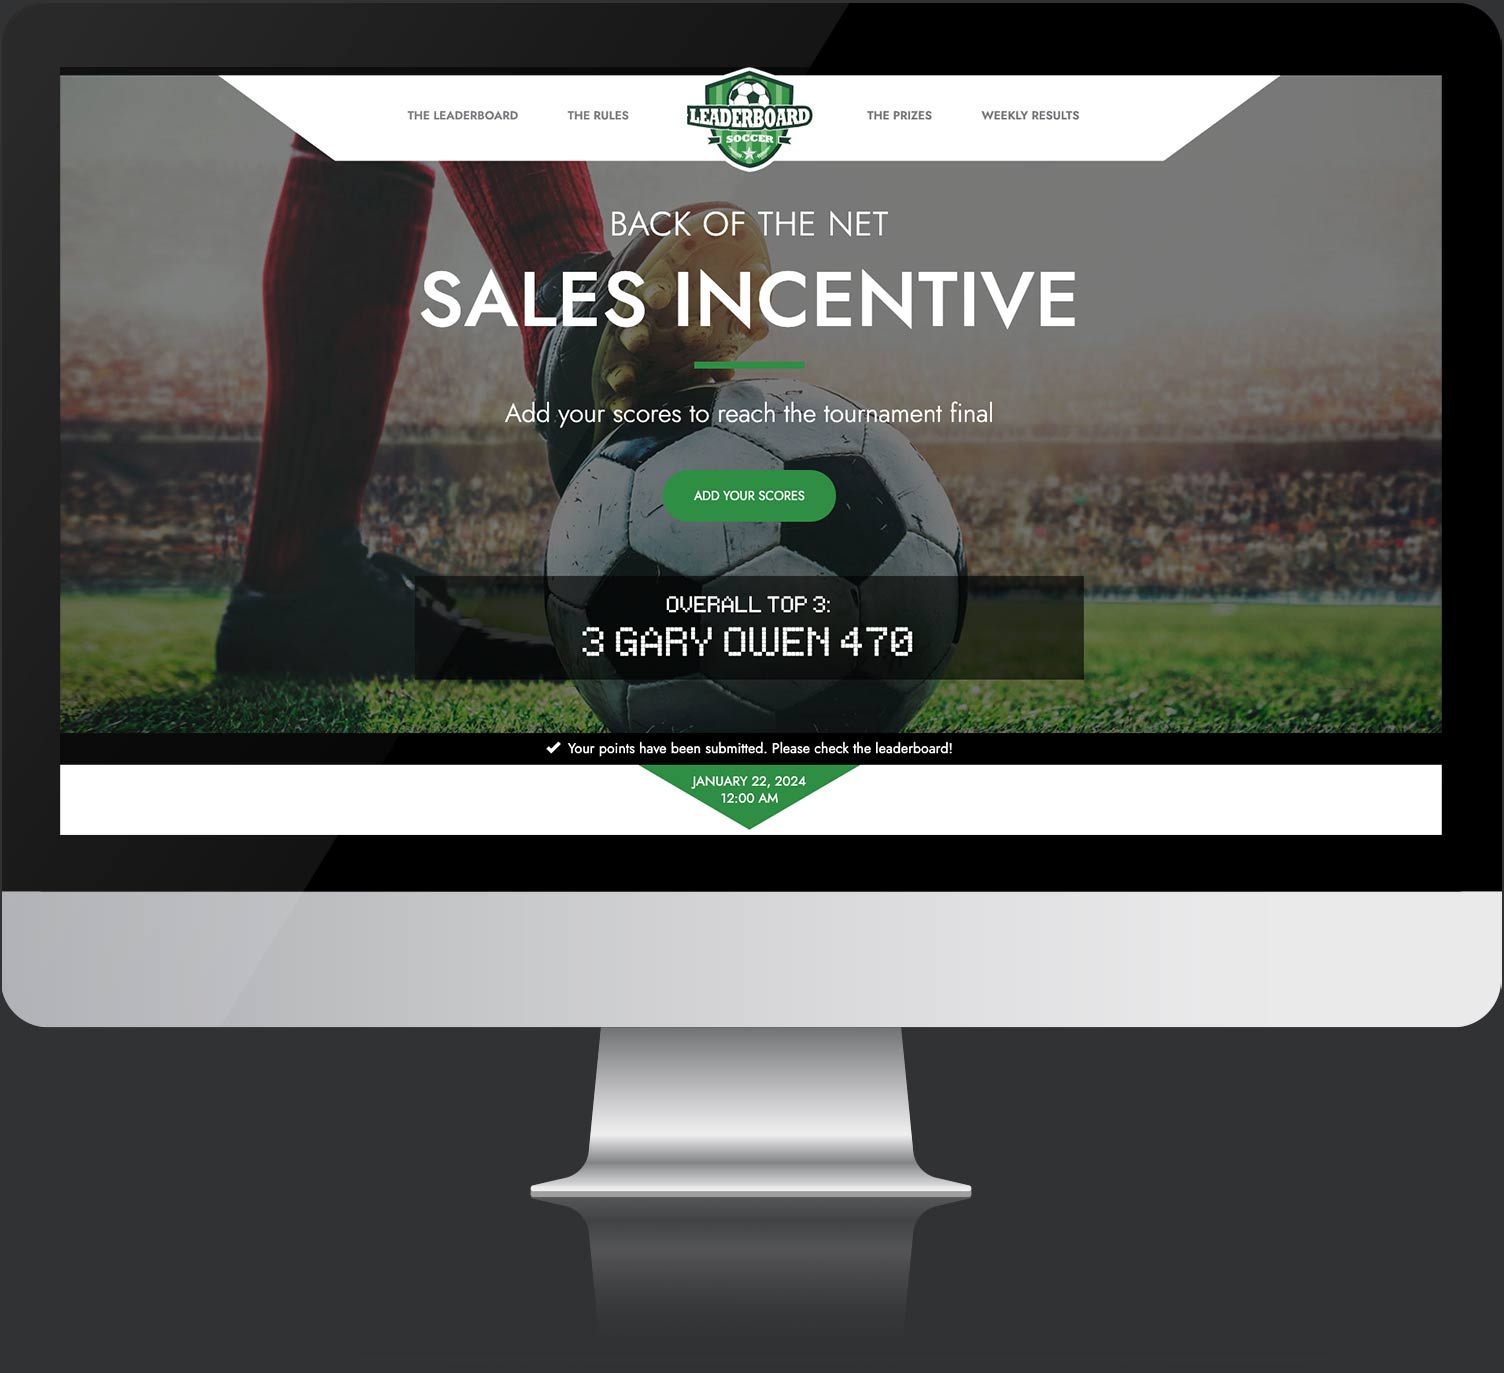 THE LEADERBOARD
THE RULES
LEADERBOARD
SOCCER
THE PRIZES
WEEKLY RESULTS
BACK OF THE NET
SALES INCENTIVE
Add your scores to reach the tournament final
ADD YOUR SCORES
OVERALL TOP 3:
3 GARY OWEN 470
Your points have been submitted. Please check the leaderboard!
JANUARY 22, 2024
12:00 AM